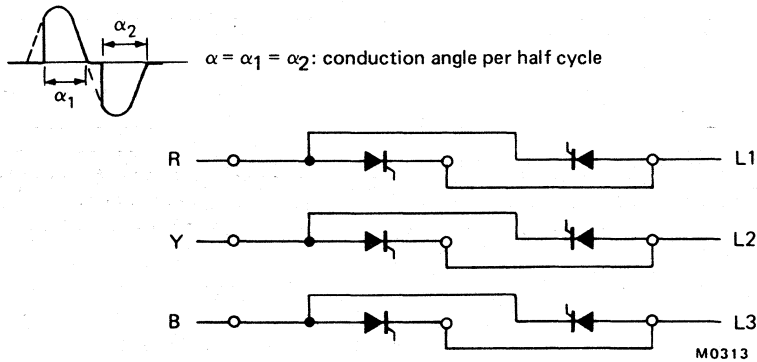 α₂
α = α₁ = α₂: conduction angle per half cycle
α₁
R L1
Y L2
B L3
M0313